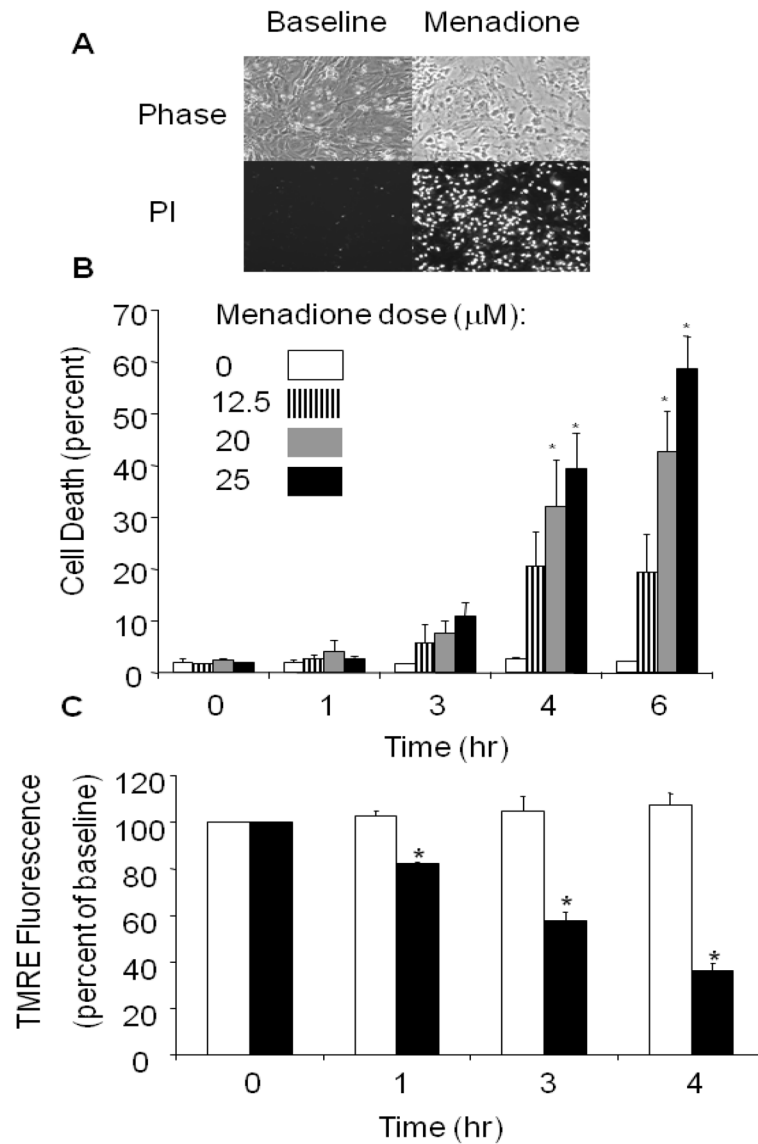 A
Baseline Menadione
Phase
PI
B
Cell Death (percent)
70
60
50
40
30
20
10
0
Menadione dose (μM):
0
12.5
20
25
* *
* *
0 1 3 4 6
Time (hr)
C
TMRE Fluorescence
(percent of baseline)
120
100
80
60
40
20
0
*
*
*
0 1 3 4
Time (hr)